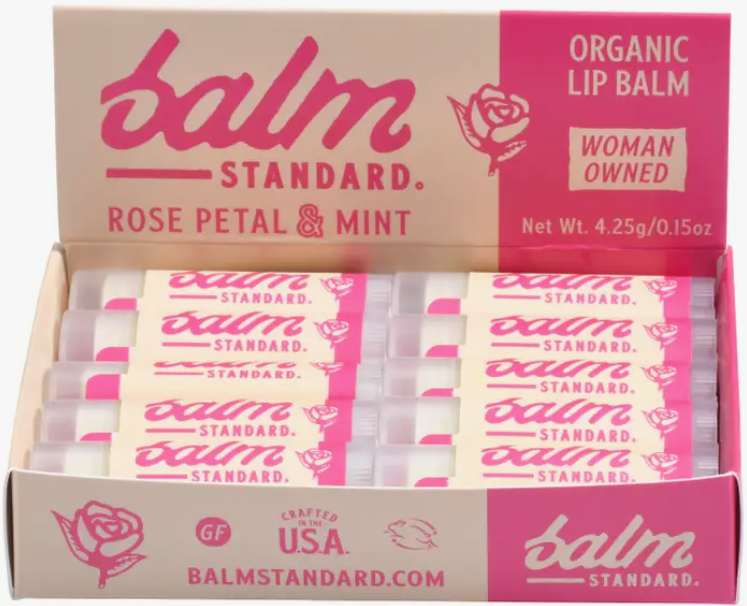 balm
STANDARD.
ROSE PETAL & MINT
ORGANIC
LIP BALM
WOMAN
OWNED
Net Wt. 4.25g/0.15oz
balm
STANDARD.
balm
STANDARD.
balm
STANDARD.
balm
STANDARD.
balm
STANDARD.
balm
STANDARD.
balm
STANDARD.
balm
STANDARD.
balm
STANDARD.
balm
STANDARD.
GF
CRAFTED
IN THE
U.S.A.
BALMSTANDARD.COM
balm
STANDARD.